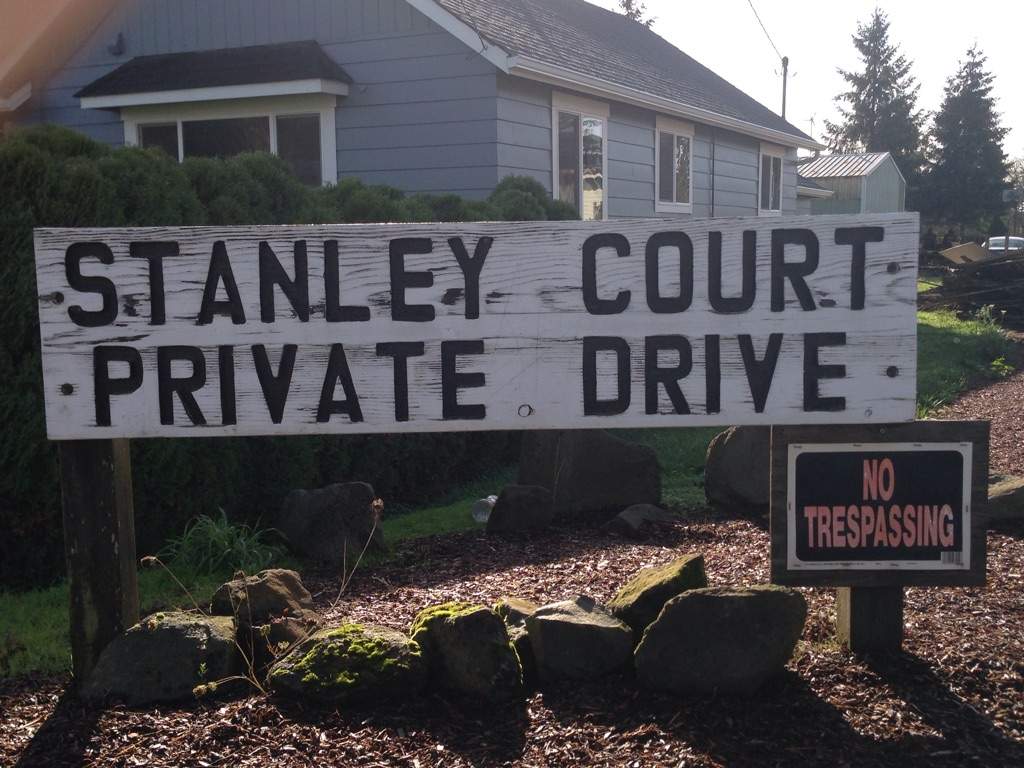 STANLEY COURT
PRIVATE DRIVE
NO
TRESPASSING